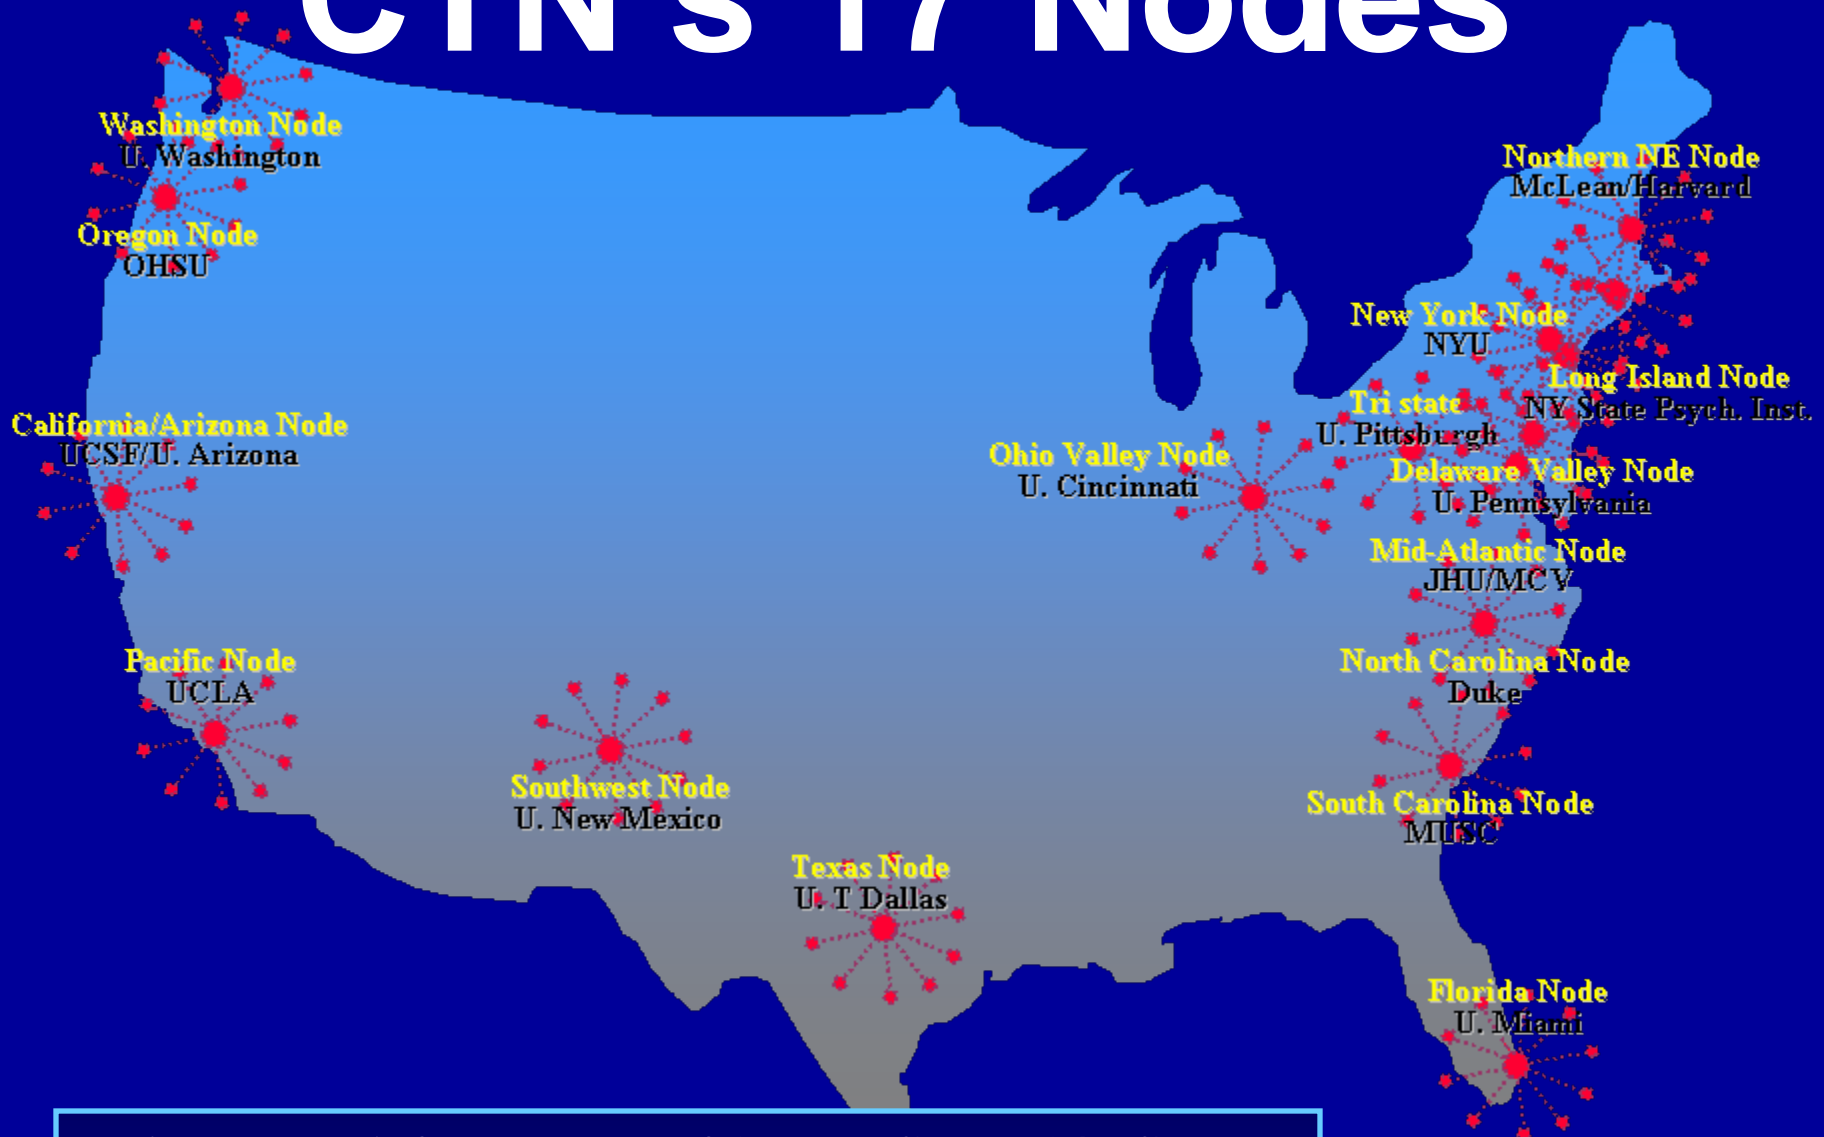 CTN's 17 Nodes
Washington Node
U. Washington
Oregon Node
OHSU
California/Arizona Node
UCSF/U. Arizona
Pacific Node
UCLA
Southwest Node
U. New Mexico
Texas Node
U. T Dallas
Ohio Valley Node
U. Cincinnati
Northern NE Node
McLean/Harvard
New York Node
NYU
Long Island Node
NY State Psych. Inst.
Tri state
U. Pittsburgh
Delaware Valley Node
U. Pennsylvania
Mid-Atlantic Node
JHU/MCV
North Carolina Node
Duke
South Carolina Node
MUSC
Florida Node
U. Miami